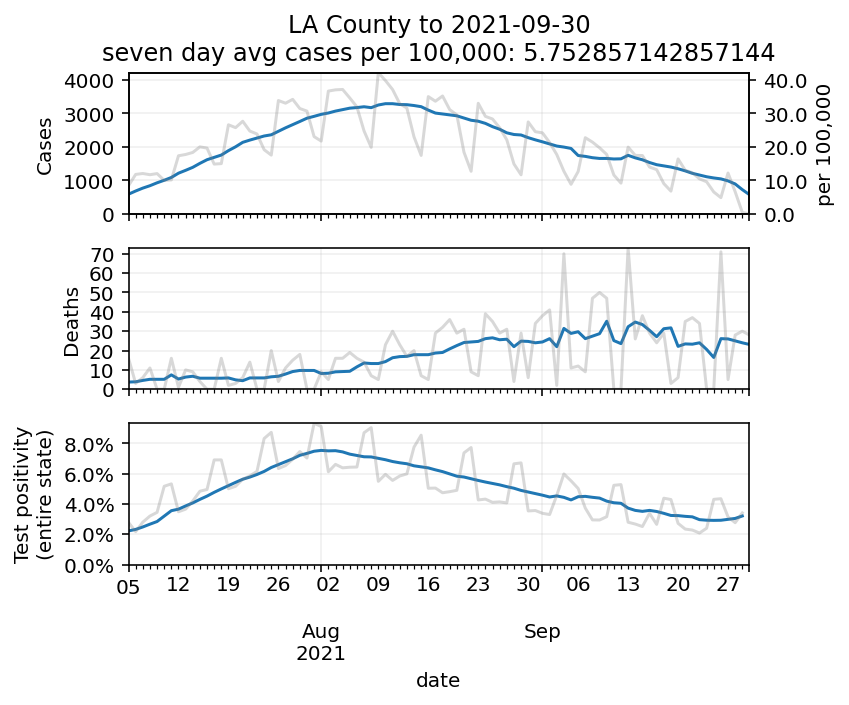 LA County to 2021-09-30
seven day avg cases per 100,000: 5.752857142857144
Cases
4000
3000
2000
1000
0
40.0
30.0
20.0
10.0
0.0
per 100,000
Deaths
70
60
50
40
30
20
10
0
Test positivity
(entire state)
8.0%
6.0%
4.0%
2.0%
0.0%
05 12 19 26 02 09 16 23 30 06 13 20 27
Aug Sep
2021
date